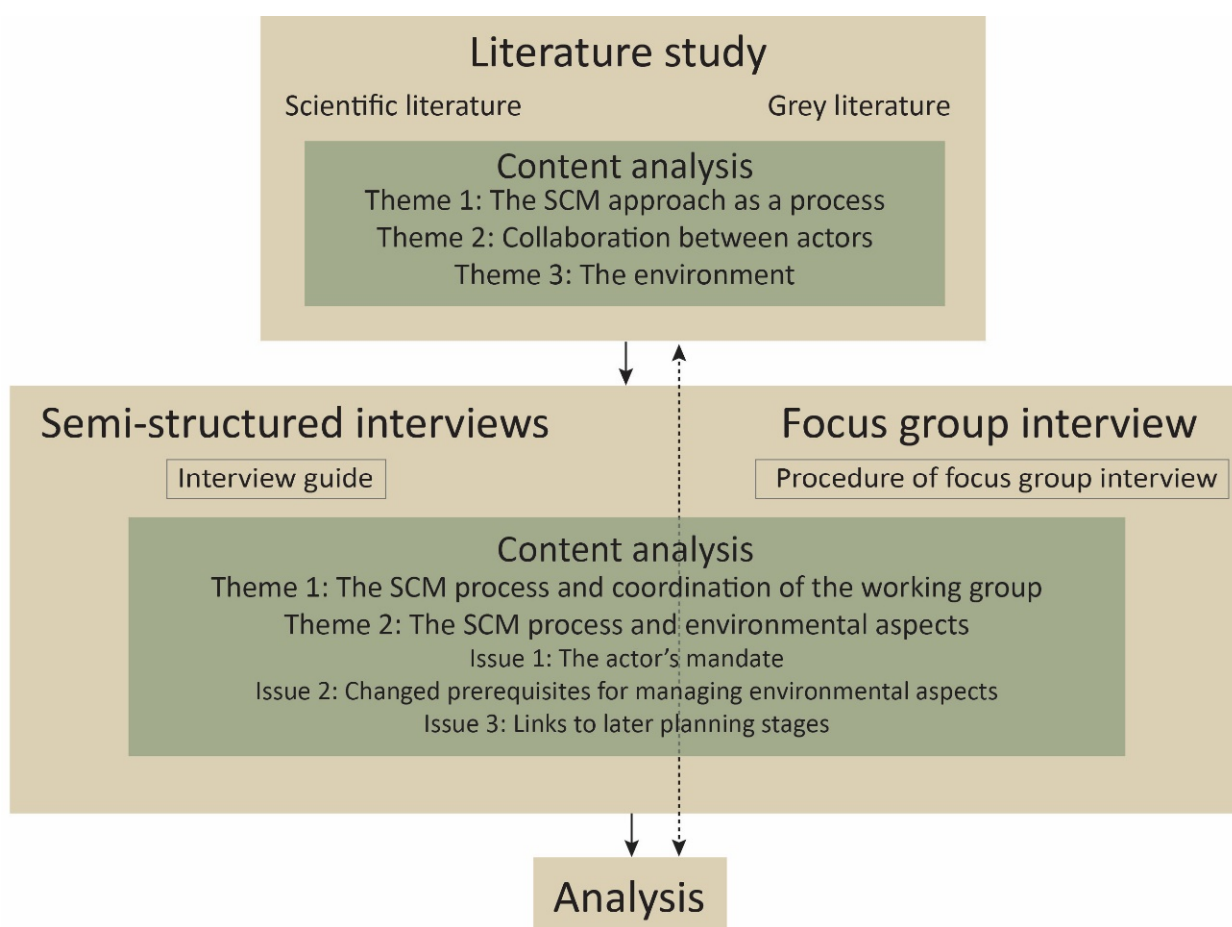 Literature study
Scientific literature
Grey literature
Content analysis
Theme 1: The SCM approach as a process
Theme 2: Collaboration between actors
Theme 3: The environment
Semi-structured interviews
Focus group interview
Interview guide
Procedure of focus group interview
Content analysis
Theme 1: The SCM process and coordination of the working group
Theme 2: The SCM process and environmental aspects
Issue 1: The actor’s mandate
Issue 2: Changed prerequisites for managing environmental aspects
Issue 3: Links to later planning stages
Analysis